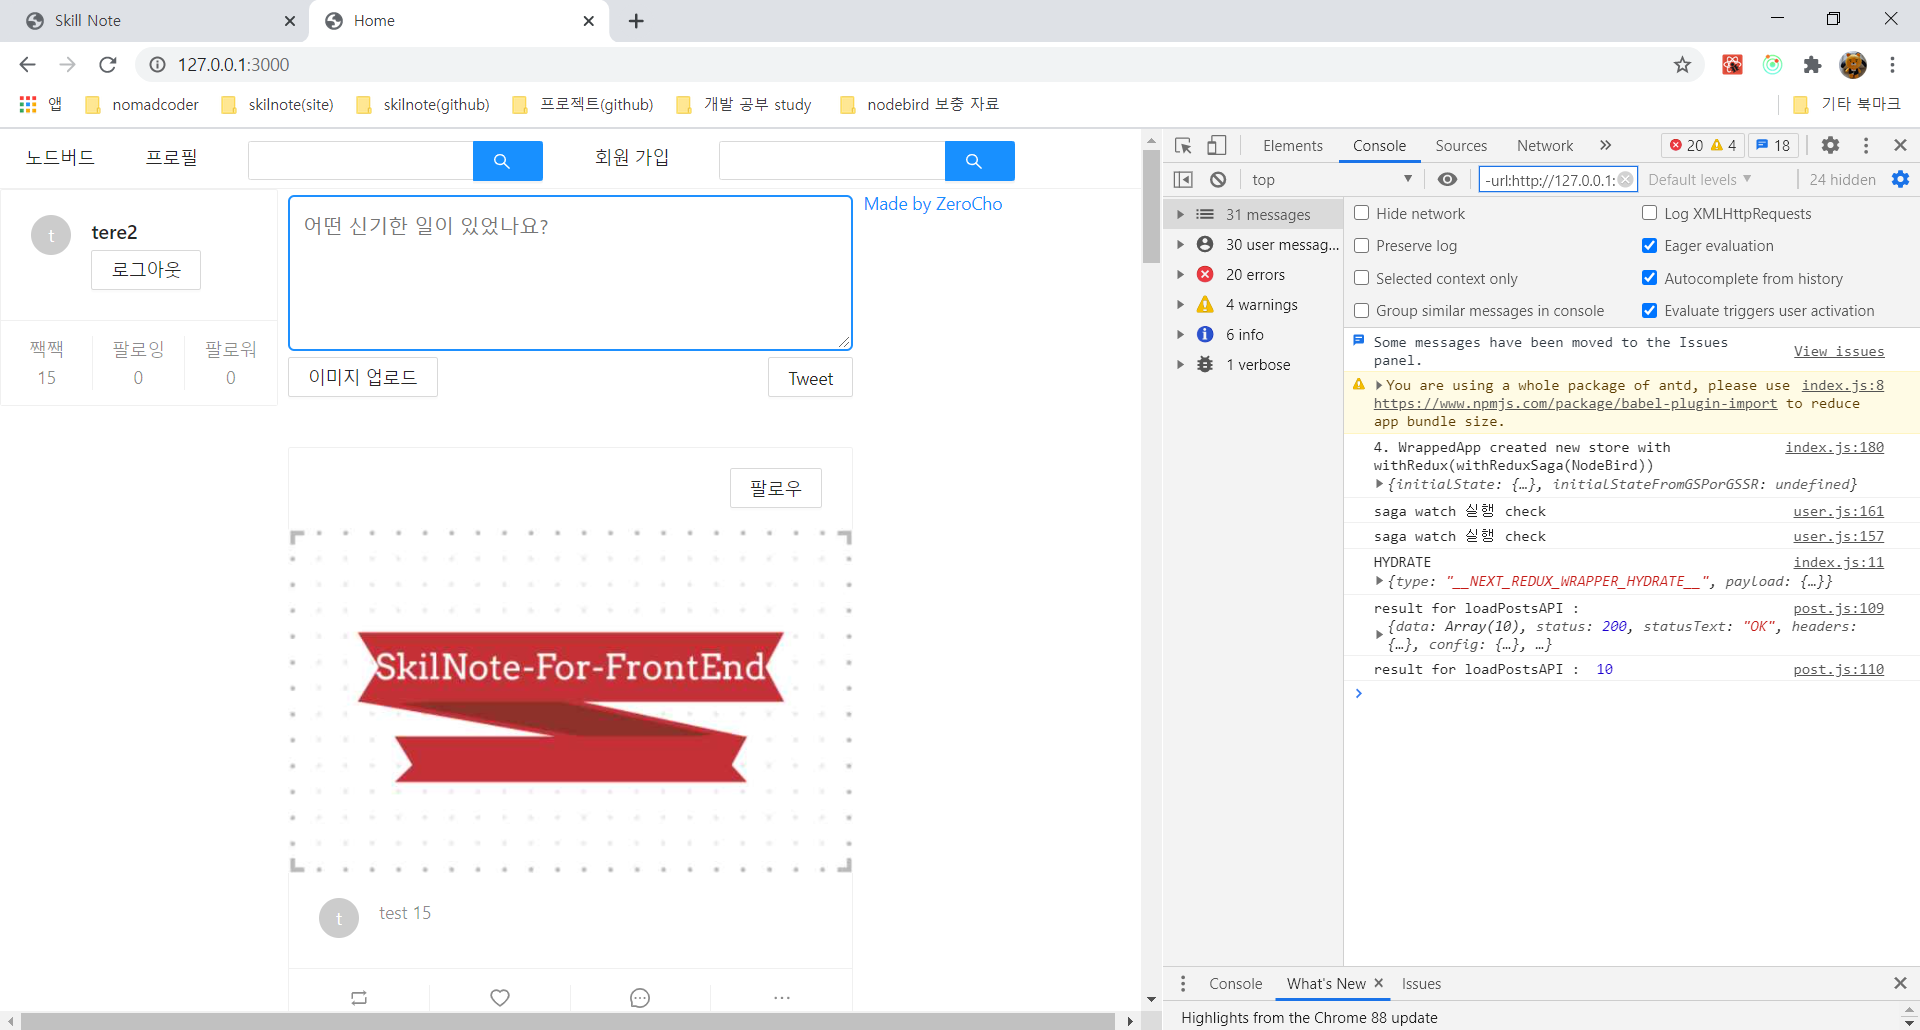 Skill Note
Home
127.0.0.1:3000
앱
nomadcoder
skilnote(site)
skilnote(github)
프로젝트(github)
개발 공부 study
nodebird 보충 자료
기타 북마크
노드버드
프로필
회원 가입
tere2
로그아웃
짹짹
15
팔로잉
0
팔로워
0
어떤 신기한 일이 있었나요?
이미지 업로드
Tweet
Made by ZeroCho
팔로우
SkilNote-For-FrontEnd
t
t
test 15
Elements
Console
Sources
Network
20
4
18
top
-url:http://127.0.0.1:
Default levels
24 hidden
31 messages
30 user messag...
20 errors
4 warnings
6 info
1 verbose
Hide network
Log XMLHttpRequests
Preserve log
Eager evaluation
Selected context only
Autocomplete from history
Group similar messages in console
Evaluate triggers user activation
Some messages have been moved to the Issues
panel.
View issues
You are using a whole package of antd, please use
index.js:8
https://www.npmjs.com/package/babel-plugin-import to reduce
app bundle size.
4. WrappedApp created new store with
index.js:180
withRedux(withReduxSaga(NodeBird))
{initialState: {…}, initialStateFromGSPorGSSR: undefined}
saga watch 실행 check
user.js:161
saga watch 실행 check
user.js:157
HYDRATE
index.js:11
{type: "__NEXT_REDUX_WRAPPER_HYDRATE__", payload: {…}}
result for loadPostsAPI :
post.js:109
{data: Array(10), status: 200, statusText: "OK", headers:
{…}, config: {…}, …}
result for loadPostsAPI : 10
post.js:110
Console
What's New
Issues
Highlights from the Chrome 88 update